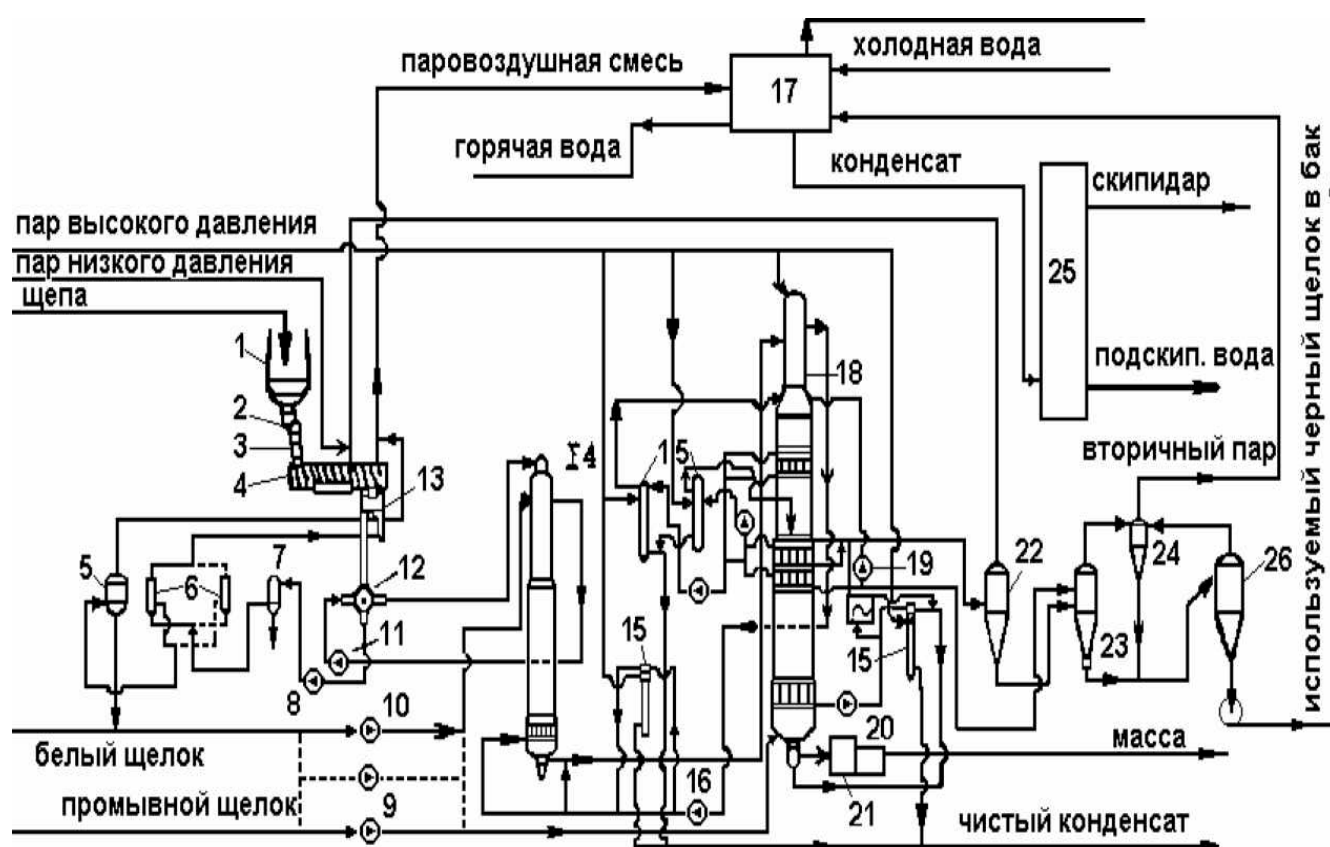 холодная вода
паровоздушная смесь
17
горячая вода
конденсат
скипидар
пар высокого давления
пар низкого давления
щепа
25
подскип. вода
1
2
3
4
18
14
15
вторичный пар
13
5
6
7
12
19
22
24
26
23
11
15
15
8
10
20
белый щелок
масса
промывной щелок
9
16
21
чистый конденсат
используемый черный щелок в бак